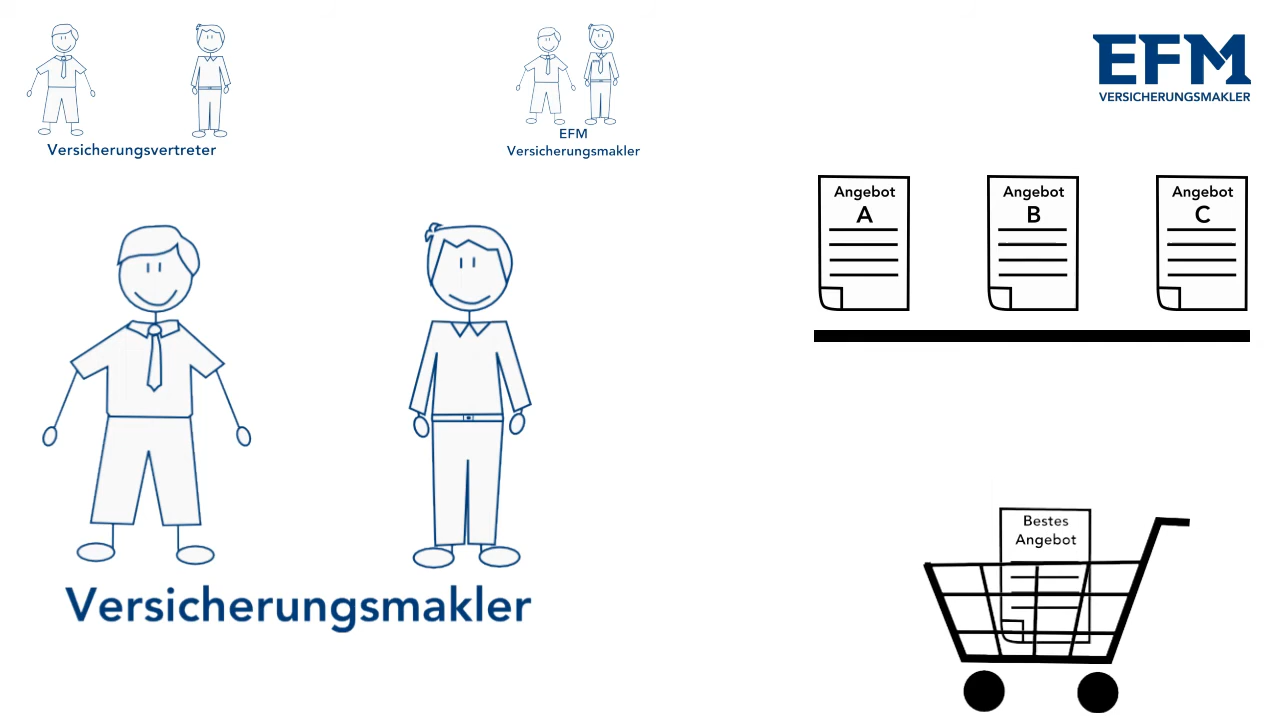 Versicherungsvertreter
EFM
Versicherungsmakler
EFM
VERSICHERUNGSMAKLER
Angebot
A
Angebot
B
Angebot
C
Versicherungsmakler
Bestes
Angebot